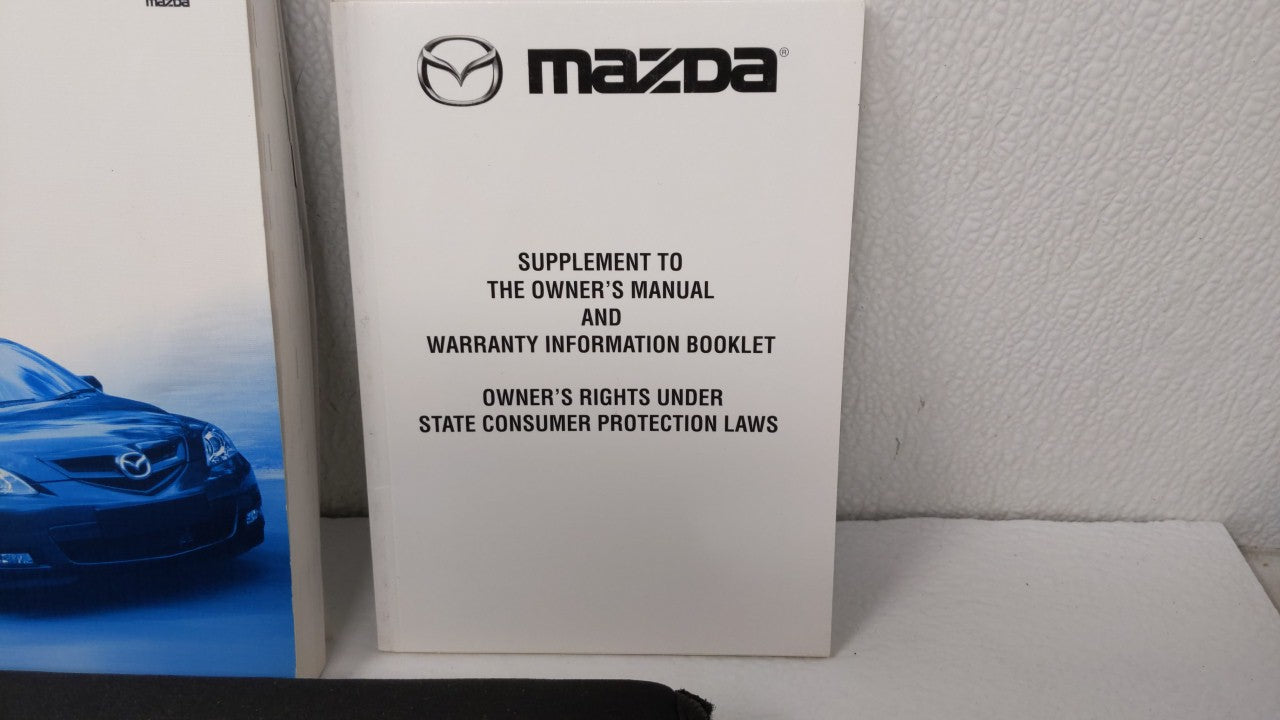 mazda
mazda®
SUPPLEMENT TO
THE OWNER'S MANUAL
AND
WARRANTY INFORMATION BOOKLET
OWNER'S RIGHTS UNDER
STATE CONSUMER PROTECTION LAWS